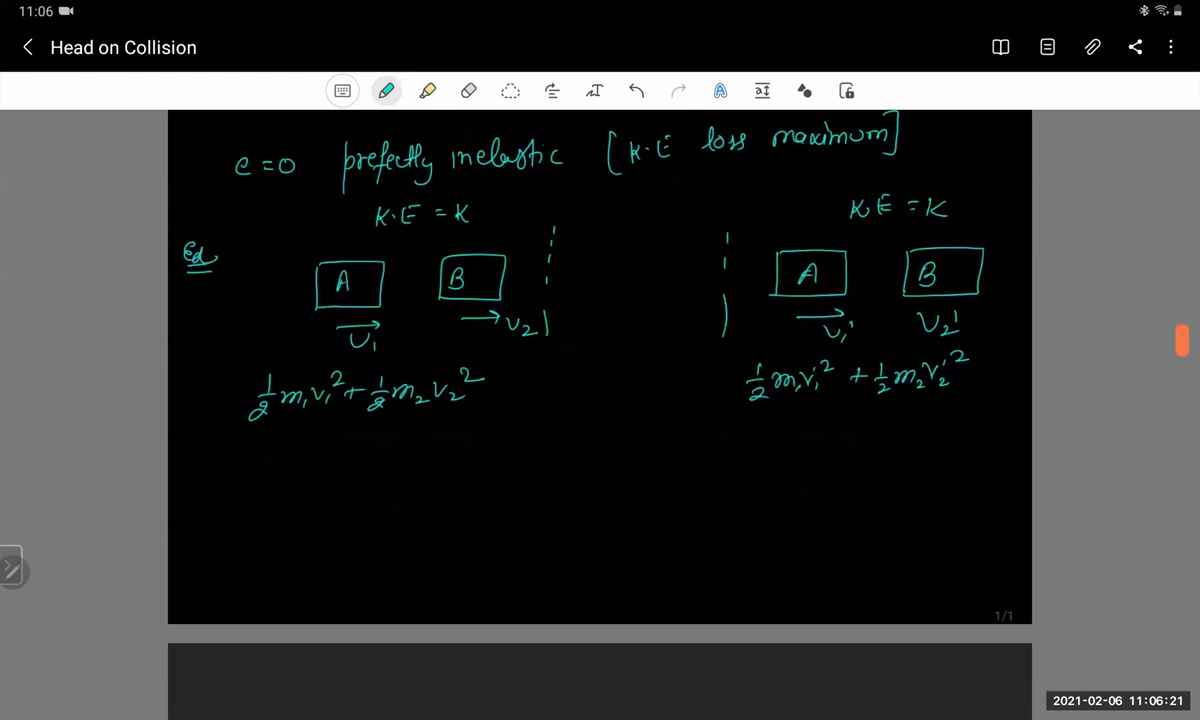 11:06
Head on Collision
e=0 prefectly inelastic [K.E loss maximum]
K.E = K
K.E = K
Ed
A B
A B
v₁ v₂
v₁' v₂'
½m₁v₁² + ½m₂v₂²
½m₁v₁'² + ½m₂v₂'²
1/1
2021-02-06 11:06:21